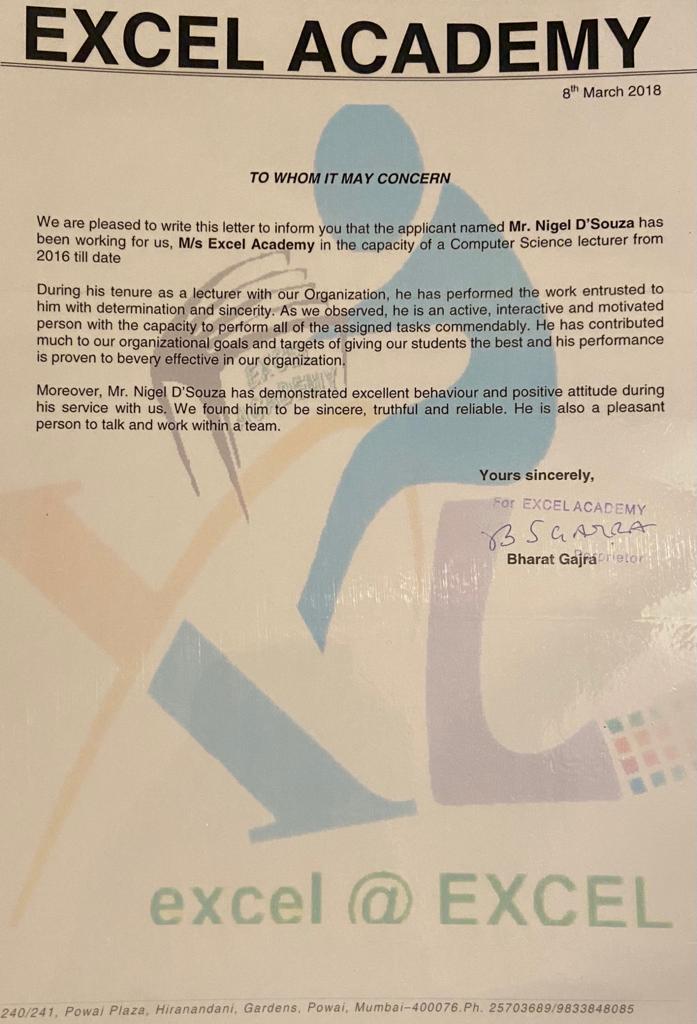 EXCEL ACADEMY
8th March 2018
TO WHOM IT MAY CONCERN
We are pleased to write this letter to inform you that the applicant named Mr. Nigel D'Souza has
been working for us, M/s Excel Academy in the capacity of a Computer Science lecturer from
2016 till date
During his tenure as a lecturer with our Organization, he has performed the work entrusted to
him with determination and sincerity. As we observed, he is an active, interactive and motivated
person with the capacity to perform all of the assigned tasks commendably. He has contributed
much to our organizational goals and targets of giving our students the best and his performance
is proven to bevery effective in our organization.
EXCEL
ACADEMY
Moreover, Mr. Nigel D'Souza has demonstrated excellent behaviour and positive attitude during
his service with us. We found him to be sincere, truthful and reliable. He is also a pleasant
person to talk and work within a team.
Yours sincerely,
For EXCEL ACADEMY
Bharat Gajra
Proprietor
excel @ EXCEL
240/241, Powai Plaza, Hiranandani, Gardens, Powai, Mumbai–400076.Ph. 25703689/9833848085